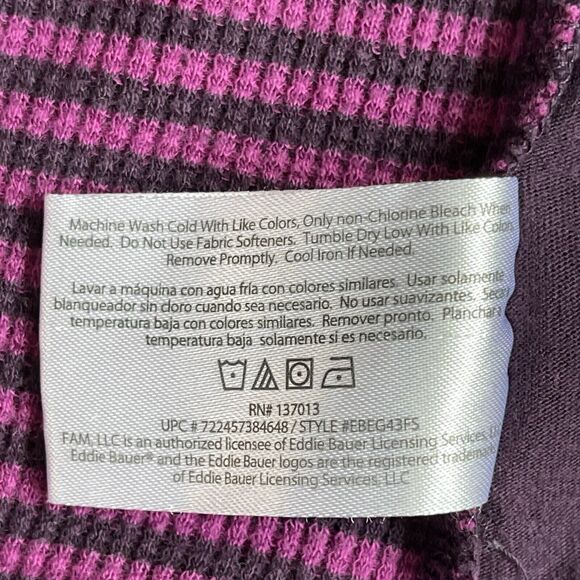 Machine Wash Cold With Like Colors, Only non-Chlorine Bleach When
Needed. Do Not Use Fabric Softeners. Tumble Dry Low With Like Colors
Remove Promptly. Cool Iron If Needed.
Lavar a máquina con agua fría con colores similares. Usar solamente
blanqueador sin cloro cuando sea necesario. No usar suavizantes. Secar
temperatura baja con colores similares. Remover pronto. Planchar a
temperatura baja solamente si es necesario.
RN# 137013
UPC # 722457384648 / STYLE #EBEG43FS
FAM, LLC is an authorized licensee of Eddie Bauer Licensing Services,
Eddie Bauer® and the Eddie Bauer logos are the registered
of Eddie Bauer Licensing Services, LLC